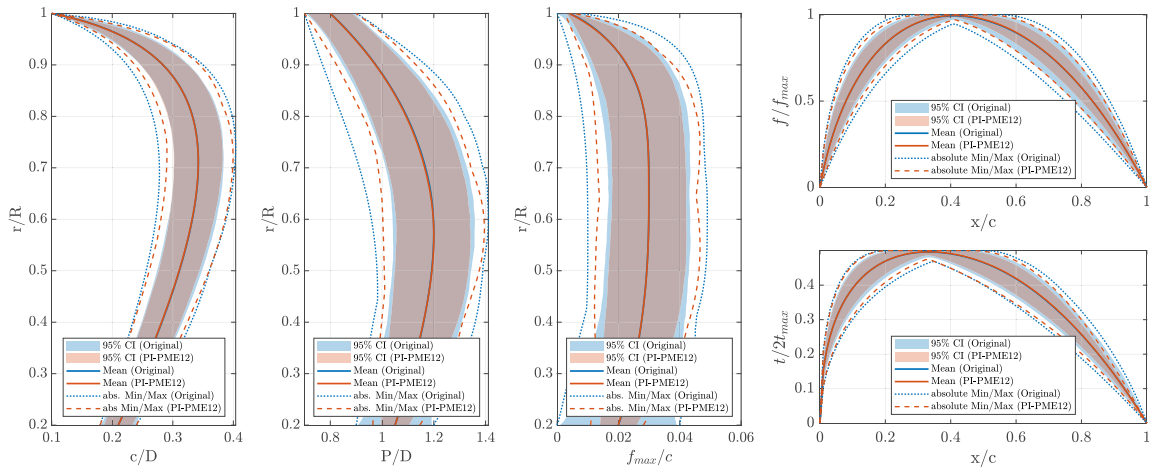 1
0.9
0.8
0.7
0.6
0.5
0.4
0.3
0.2
r/R
95% CI (Original)
95% CI (PI-PME12)
Mean (Original)
Mean (PI-PME12)
abs. Min/Max (Original)
abs Min/Max (PI-PME12)
0.1 0.2 0.3 0.4
c/D
1
0.9
0.8
0.7
0.6
0.5
0.4
0.3
0.2
r/R
95% CI (Original)
95% CI (PI-PME12)
Mean (Original)
Mean (PI-PME12)
abs. Min/Max (Original)
abs Min/Max (PI-PME12)
0.8 1 1.2 1.4
P/D
1
0.9
0.8
0.7
0.6
0.5
0.4
0.3
0.2
r/R
95% CI (Original)
95% CI (PI-PME12)
Mean (Original)
Mean (PI-PME12)
abs. Min/Max (Original)
abs Min/Max (PI-PME12)
0 0.02 0.04 0.06
f_max/c
1
0.5
0
f/f_max
95% CI (Original)
95% CI (PI-PME12)
Mean (Original)
Mean (PI-PME12)
absolute Min/Max (Original)
absolute Min/Max (PI-PME12)
0 0.2 0.4 0.6 0.8 1
x/c
0.4
0.2
0
t/2t_max
95% CI (Original)
95% CI (PI-PME12)
Mean (Original)
Mean (PI-PME12)
absolute Min/Max (Original)
absolute Min/Max (PI-PME12)
0 0.2 0.4 0.6 0.8 1
x/c